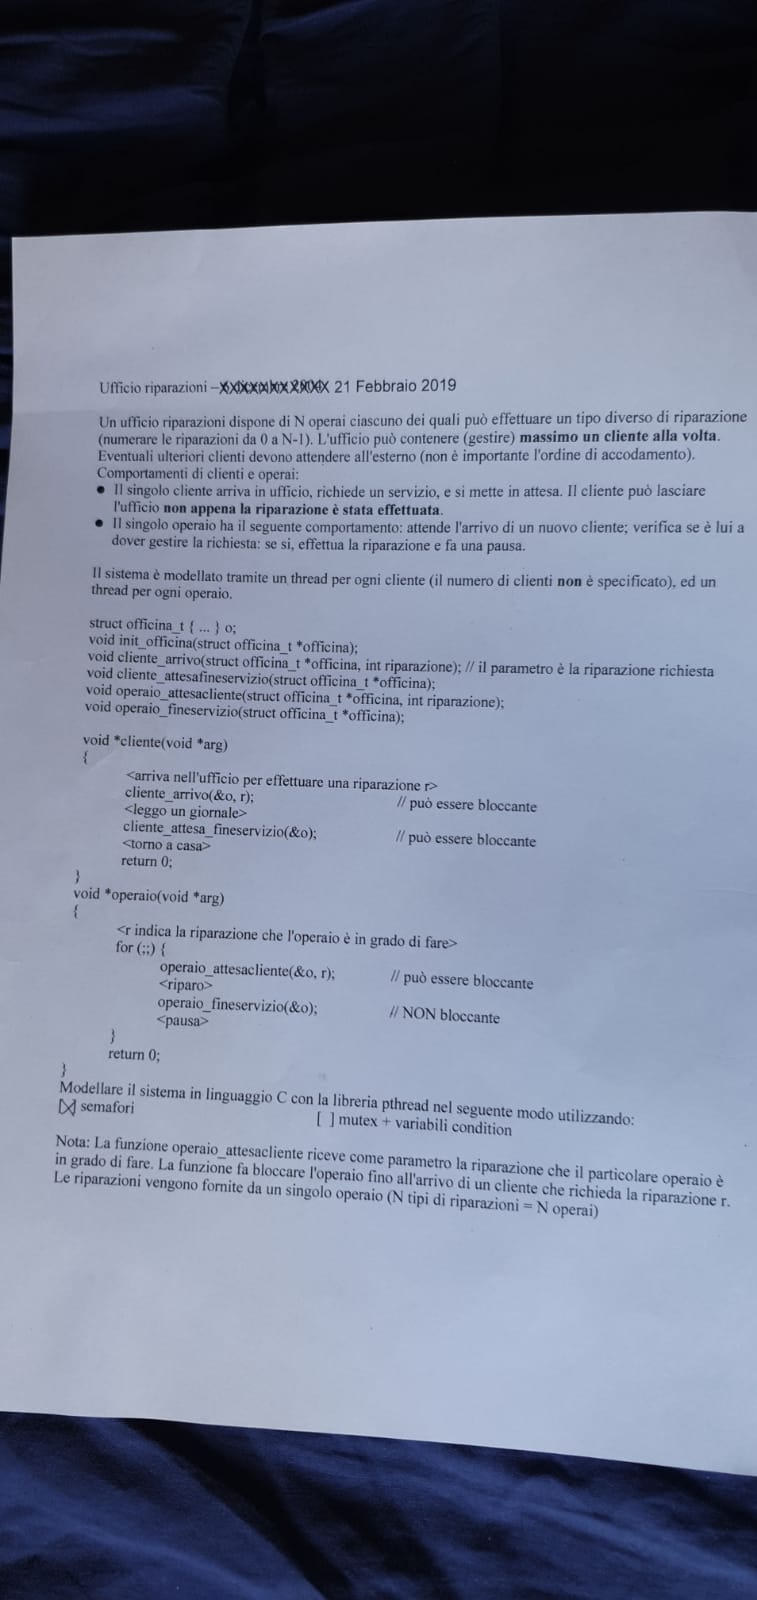 Ufficio riparazioni – 21 Febbraio 2019
Un ufficio riparazioni dispone di N operai ciascuno dei quali può effettuare un tipo diverso di riparazione
(numerare le riparazioni da 0 a N-1). L'ufficio può contenere (gestire) massimo un cliente alla volta.
Eventuali ulteriori clienti devono attendere all'esterno (non è importante l'ordine di accodamento).
Comportamenti di clienti e operai:
● Il singolo cliente arriva in ufficio, richiede un servizio, e si mette in attesa. Il cliente può lasciare
l'ufficio non appena la riparazione è stata effettuata.
● Il singolo operaio ha il seguente comportamento: attende l'arrivo di un nuovo cliente; verifica se è lui a
dover gestire la richiesta: se si, effettua la riparazione e fa una pausa.
Il sistema è modellato tramite un thread per ogni cliente (il numero di clienti non è specificato), ed un
thread per ogni operaio.
struct officina_t { ... } o;
void init_officina(struct officina_t *officina);
void cliente_arrivo(struct officina_t *officina, int riparazione); // il parametro è la riparazione richiesta
void cliente_attesafineservizio(struct officina_t *officina);
void operaio_attesacliente(struct officina_t *officina, int riparazione);
void operaio_fineservizio(struct officina_t *officina);
void *cliente(void *arg)
{
<arriva nell'ufficio per effettuare una riparazione r>
cliente_arrivo(&o, r); // può essere bloccante
<leggo un giornale>
cliente_attesa_fineservizio(&o); // può essere bloccante
<torno a casa>
return 0;
}
void *operaio(void *arg)
{
<r indica la riparazione che l'operaio è in grado di fare>
for (;;) {
operaio_attesacliente(&o, r); // può essere bloccante
<riparo>
operaio_fineservizio(&o); // NON bloccante
<pausa>
}
return 0;
}
Modellare il sistema in linguaggio C con la libreria pthread nel seguente modo utilizzando:
[X] semafori [ ] mutex + variabili condition
Nota: La funzione operaio_attesacliente riceve come parametro la riparazione che il particolare operaio è
in grado di fare. La funzione fa bloccare l'operaio fino all'arrivo di un cliente che richieda la riparazione r.
Le riparazioni vengono fornite da un singolo operaio (N tipi di riparazioni = N operai)